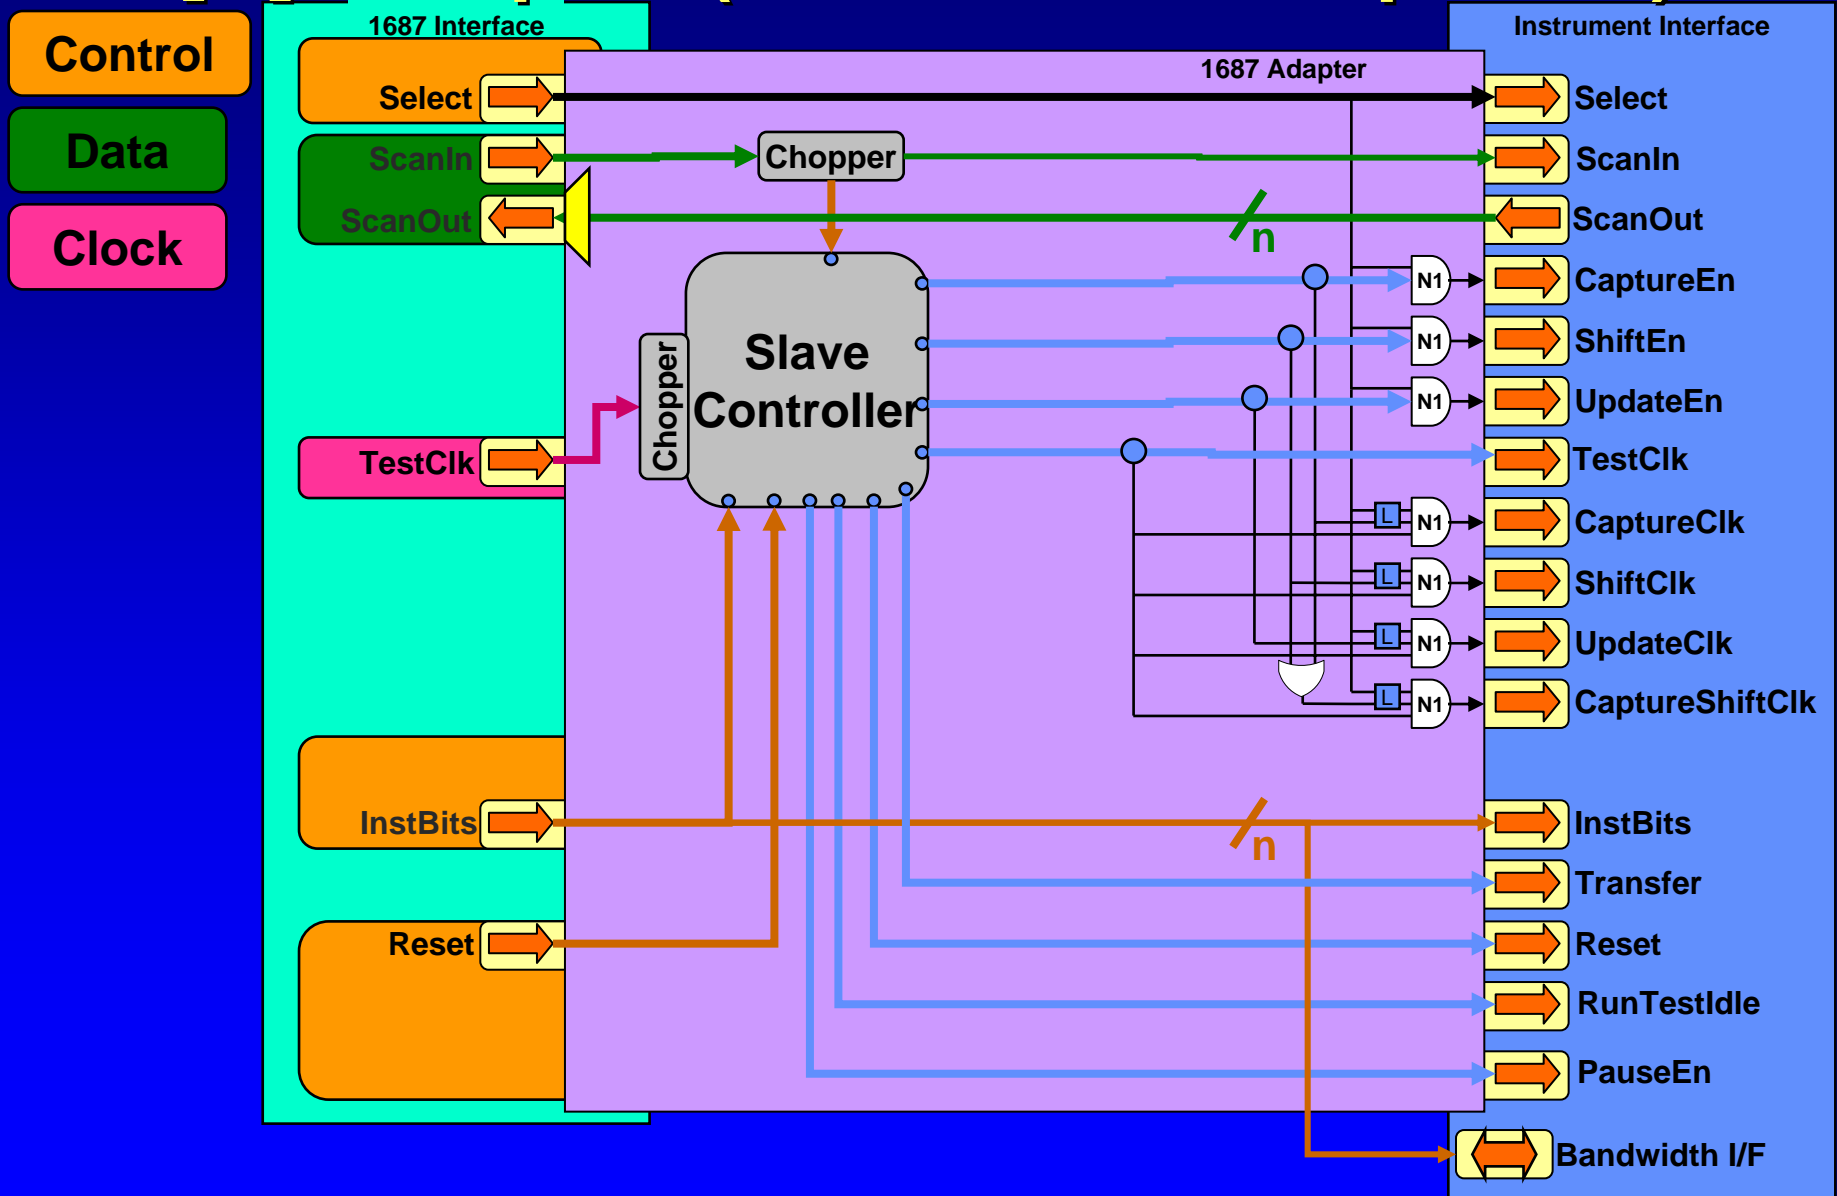 1687 Interface
Instrument Interface
Control
Data
Clock
1687 Adapter
Select
Select
ScanIn
Chopper
ScanIn
ScanOut
n
ScanOut
N1
CaptureEn
Slave
Controller
Chopper
N1
ShiftEn
N1
UpdateEn
TestClk
TestClk
L
N1
CaptureClk
L
N1
ShiftClk
L
N1
UpdateClk
L
N1
CaptureShiftClk
InstBits
n
InstBits
Transfer
Reset
Reset
RunTestIdle
PauseEn
Bandwidth I/F